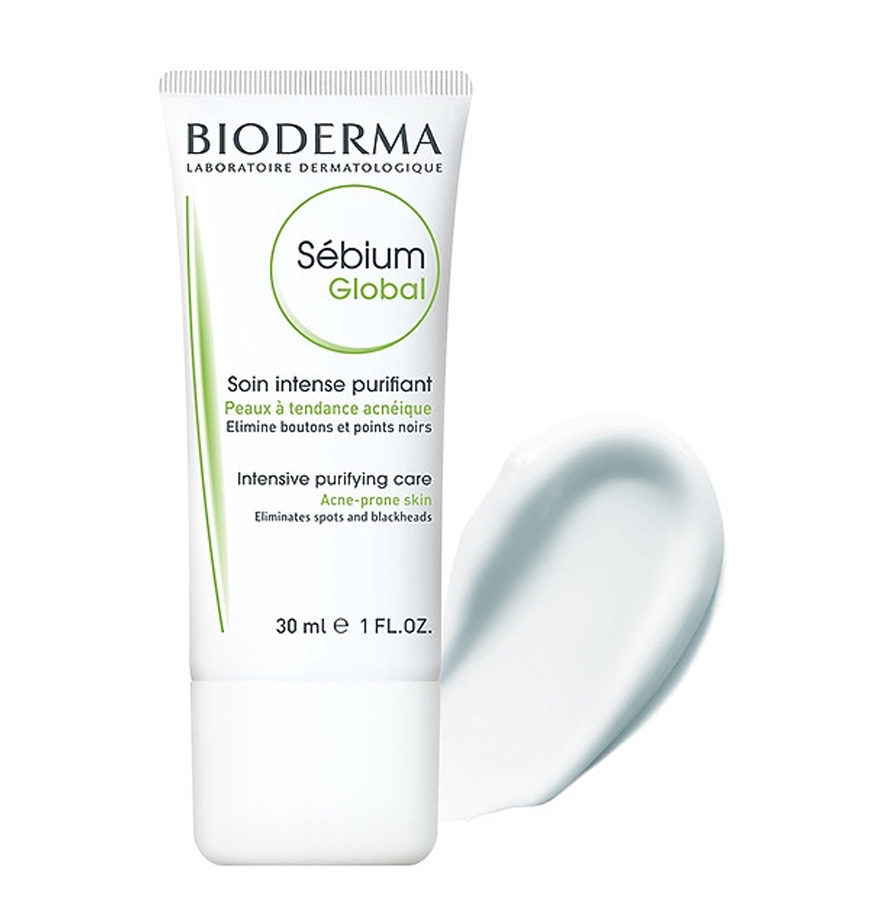 BIODERMA
LABORATOIRE DERMATOLOGIQUE
Sébium
Global
Soin intense purifiant
Peaux à tendance acnéique
Elimine boutons et points noirs
Intensive purifying care
Acne-prone skin
Eliminates spots and blackheads
30 ml e 1 FL.OZ.